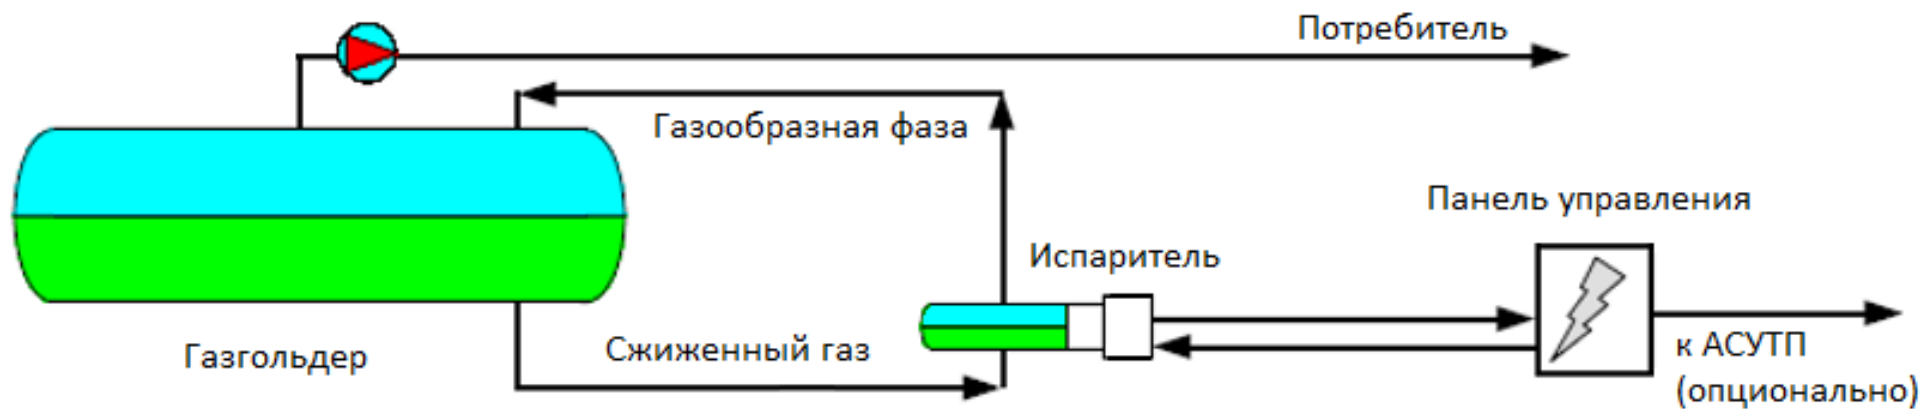 Потребитель
Газообразная фаза
Панель управления
Испаритель
Газгольдер
Сжиженный газ
к АСУТП
(опционально)